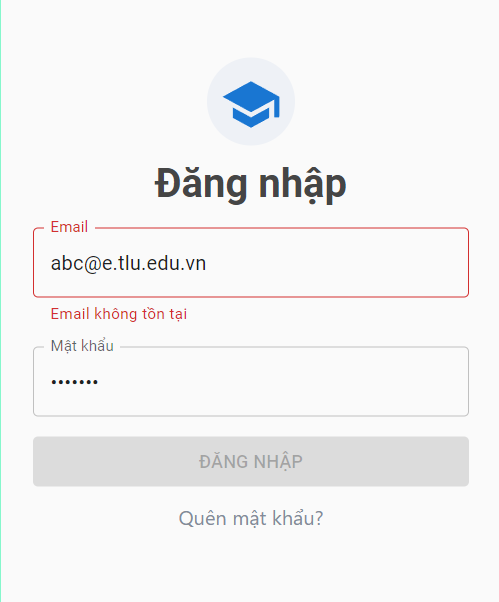 Đăng nhập
Email
abc@e.tlu.edu.vn
Email không tồn tại
Mật khẩu
•••••••
ĐĂNG NHẬP
Quên mật khẩu?